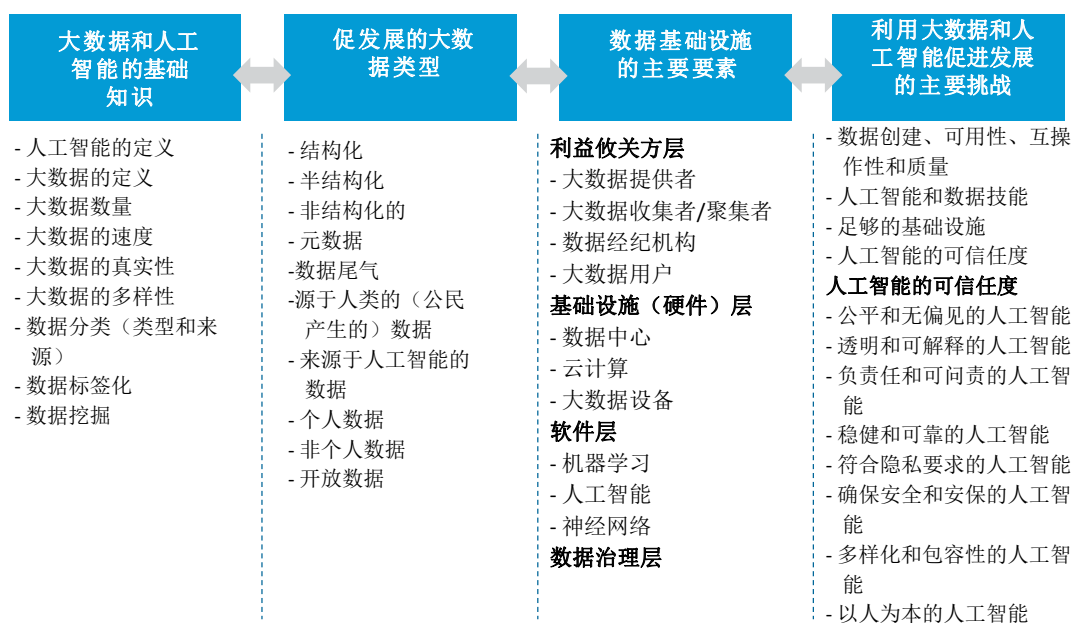 大数据和人工
智能的基础
知识
促发展的大数
据类型
数据基础设施
的主要要素
利用大数据和人
工智能促进发展
的主要挑战
- 人工智能的定义
- 大数据的定义
- 大数据数量
- 大数据的速度
- 大数据的真实性
- 大数据的多样性
- 数据分类（类型和来
源）
- 数据标签化
- 数据挖掘
- 结构化
- 半结构化
- 非结构化的
- 元数据
-数据尾气
-源于人类的（公民
产生的）数据
- 来源于人工智能的
数据
- 个人数据
- 非个人数据
- 开放数据
利益攸关方层
- 大数据提供者
- 大数据收集者/聚集者
- 数据经纪机构
- 大数据用户
基础设施（硬件）层
- 数据中心
- 云计算
- 大数据设备
软件层
- 机器学习
- 人工智能
- 神经网络
数据治理层
- 数据创建、可用性、互操
作性和质量
- 人工智能和数据技能
- 足够的基础设施
- 人工智能的可信任度
人工智能的可信任度
- 公平和无偏见的人工智能
- 透明和可解释的人工智能
- 负责任和可问责的人工智
能
- 稳健和可靠的人工智能
- 符合隐私要求的人工智能
- 确保安全和安保的人工智
能
- 多样化和包容性的人工智
能
- 以人为本的人工智能